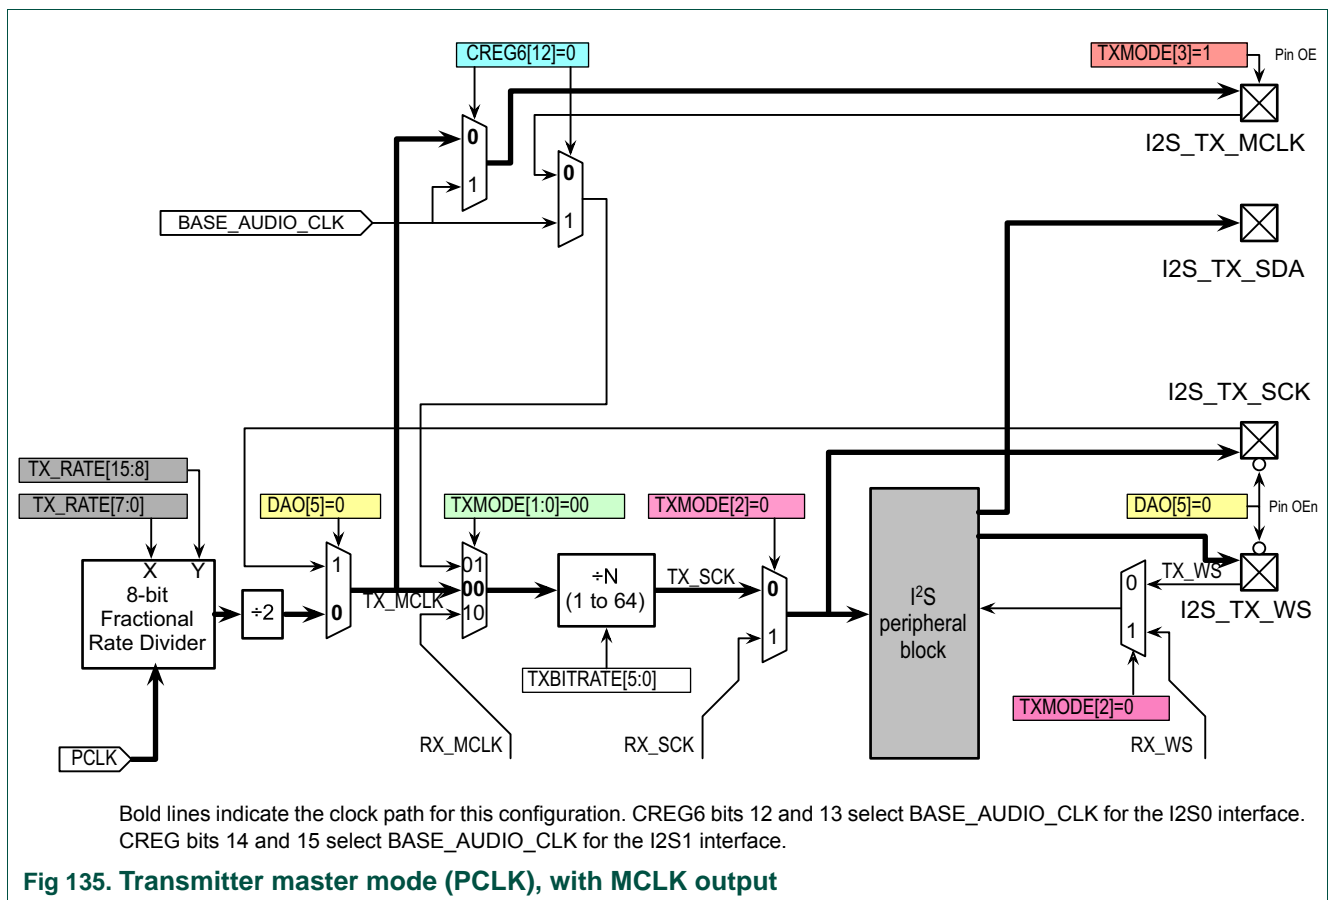 CREG6[12]=0
TXMODE[3]=1
Pin OE
0
1
I2S_TX_MCLK
0
1
BASE_AUDIO_CLK
I2S_TX_SDA
I2S_TX_SCK
TX_RATE[15:8]
TX_RATE[7:0]
DAO[5]=0
TXMODE[1:0]=00
TXMODE[2]=0
DAO[5]=0
Pin OEn
X Y
8-bit
Fractional
Rate Divider
÷2
1
0
TX_MCLK
01
00
10
÷N
(1 to 64)
TX_SCK
0
1
I²S
peripheral
block
0
1
TX_WS
I2S_TX_WS
TXBITRATE[5:0]
TXMODE[2]=0
PCLK
RX_MCLK
RX_SCK
RX_WS
Bold lines indicate the clock path for this configuration. CREG6 bits 12 and 13 select BASE_AUDIO_CLK for the I2S0 interface.
CREG bits 14 and 15 select BASE_AUDIO_CLK for the I2S1 interface.
Fig 135. Transmitter master mode (PCLK), with MCLK output